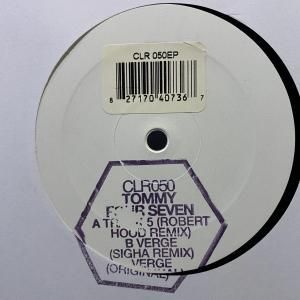 CLR 050EP
8 27170 40736 7
CLR050
TOMMY
FOUR SEVEN
A TRACK 5 (ROBERT
HOOD REMIX)
B VERGE
(SIGHA REMIX)
VERGE
(ORIGINAL)